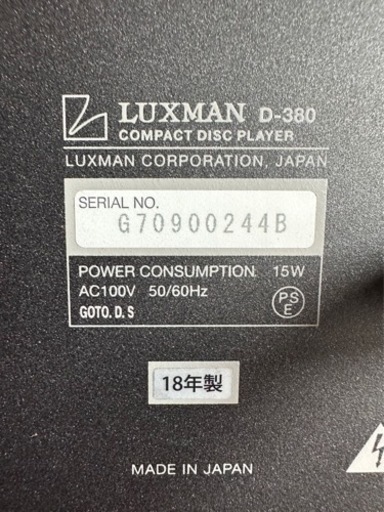 LUXMAN D-380
COMPACT DISC PLAYER
LUXMAN CORPORATION, JAPAN
SERIAL NO.
G70900244B
POWER CONSUMPTION 15W
AC100V 50/60Hz
GOTO. D. S
PS
E
18年製
MADE IN JAPAN